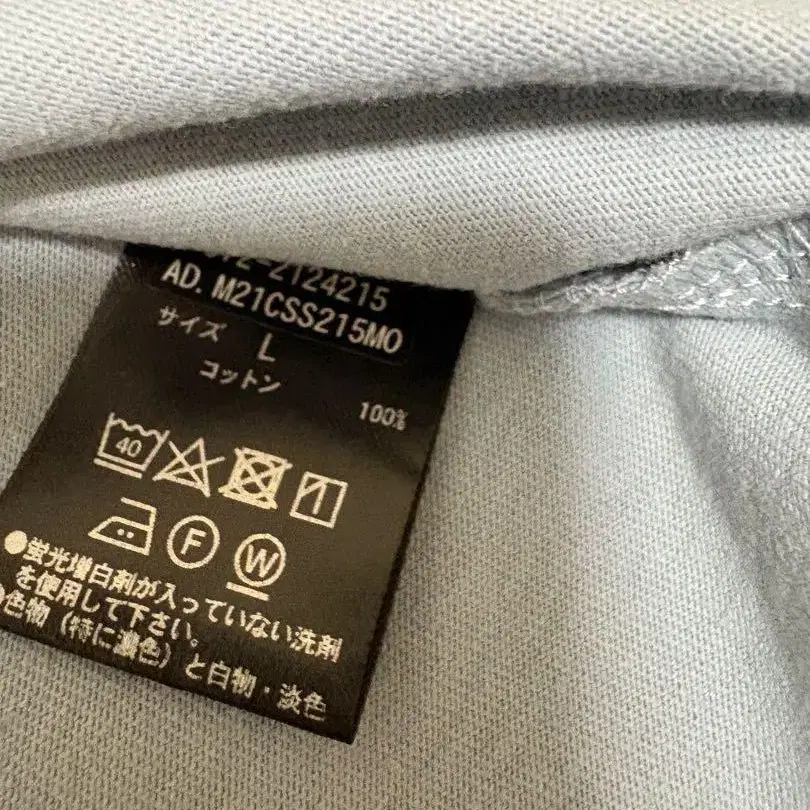 72-2124215
AD. M21CSS215MO
サイズ L
コットン
100%
40
F W
●蛍光増白剤が入っていない洗剤
を使用して下さい。
●色物(特に濃色)と白物・淡色